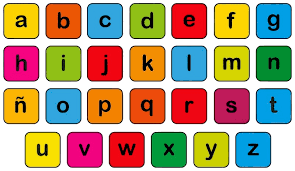 a b c d e f g
h i j k l m n
ñ o p q r s t
u v w x y z